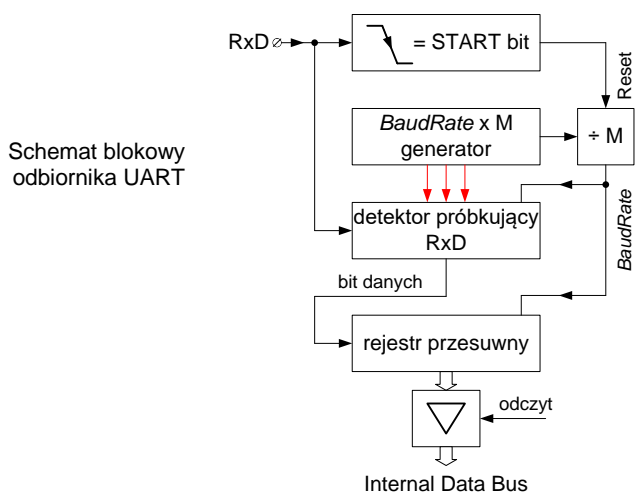 RxD
= START bit
Reset
BaudRate x M
generator
÷ M
Schemat blokowy
odbiornika UART
detektor próbkujący
RxD
BaudRate
bit danych
rejestr przesuwny
odczyt
Internal Data Bus